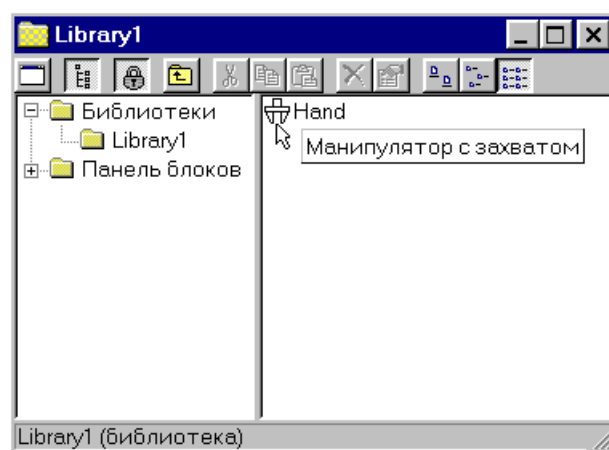 Library1
Библиотеки
Library1
Панель блоков
Hand
Манипулятор с захватом
Library1 (библиотека)